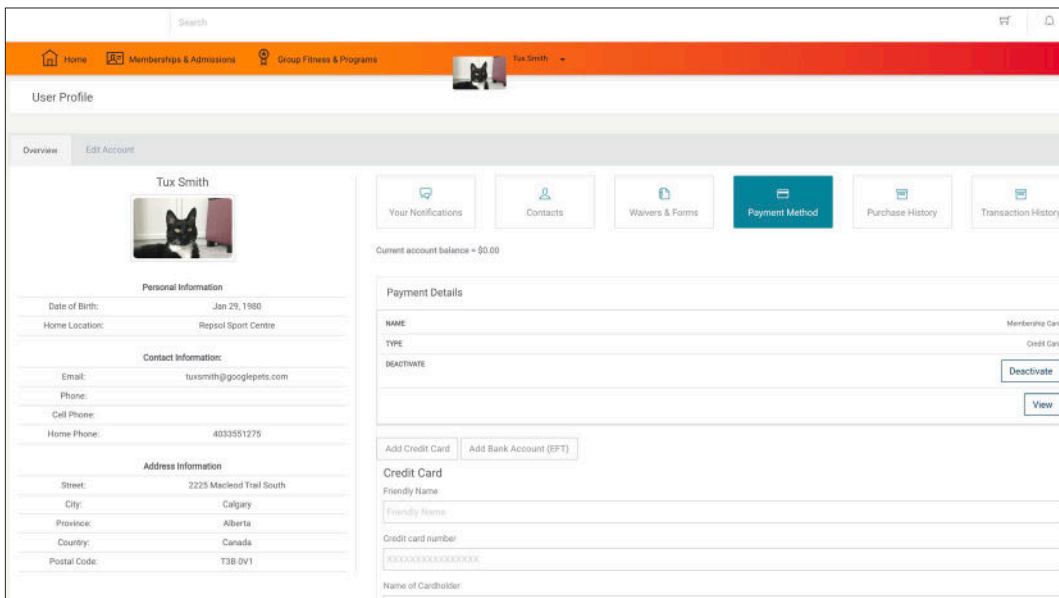 Search
Home Memberships & Admissions Group Fitness & Programs Tux Smith
User Profile
Overview Edit Account
Tux Smith
Personal Information
Date of Birth: Jan 29, 1980
Home Location: Repsol Sport Centre
Contact Information:
Email: tuxsmith@googlepets.com
Phone:
Cell Phone:
Home Phone: 4033551275
Address Information
Street: 2225 Macleod Trail South
City: Calgary
Province: Alberta
Country: Canada
Postal Code: T3B 0V1
Your Notifications Contacts Waivers & Forms Payment Method Purchase History Transaction History
Current account balance = $0.00
Payment Details
NAME Membership Card
TYPE Credit Card
DEACTIVATE Deactivate
View
Add Credit Card Add Bank Account (EFT)
Credit Card
Friendly Name
Friendly Name
Credit card number
XXXXXXXXXXXXXXXX
Name of Cardholder